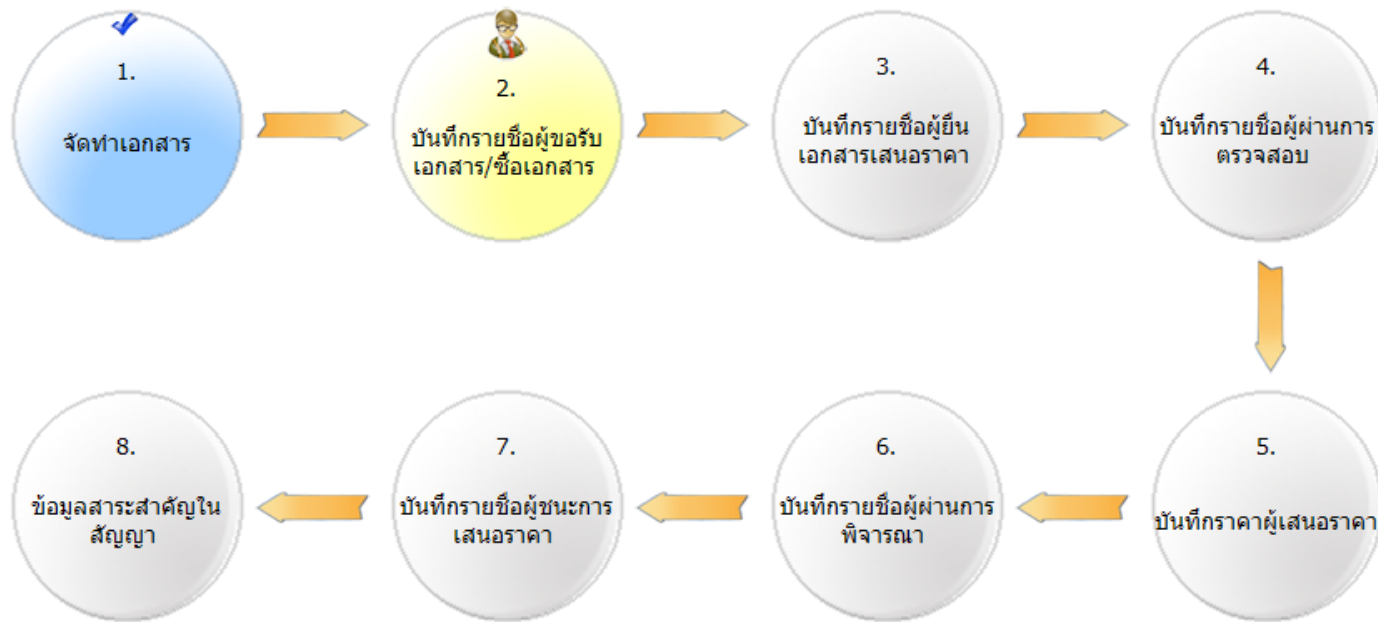 1.
จัดทำเอกสาร
2.
บันทึกรายชื่อผู้ขอรับ
เอกสาร/ซื้อเอกสาร
3.
บันทึกรายชื่อผู้ยื่น
เอกสารเสนอราคา
4.
บันทึกรายชื่อผู้ผ่านการ
ตรวจสอบ
5.
บันทึกราคาผู้เสนอราคา
6.
บันทึกรายชื่อผู้ผ่านการ
พิจารณา
7.
บันทึกรายชื่อผู้ชนะการ
เสนอราคา
8.
ข้อมูลสาระสำคัญใน
สัญญา